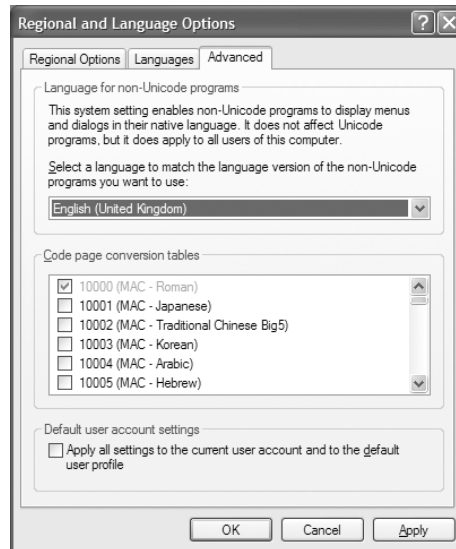 Regional and Language Options
Regional Options
Languages
Advanced
Language for non-Unicode programs
This system setting enables non-Unicode programs to display menus
and dialogs in their native language. It does not affect Unicode
programs, but it does apply to all users of this computer.
Select a language to match the language version of the non-Unicode
programs you want to use:
English (United Kingdom)
Code page conversion tables
10000 (MAC - Roman)
10001 (MAC - Japanese)
10002 (MAC - Traditional Chinese Big5)
10003 (MAC - Korean)
10004 (MAC - Arabic)
10005 (MAC - Hebrew)
Default user account settings
Apply all settings to the current user account and to the default
user profile
OK
Cancel
Apply